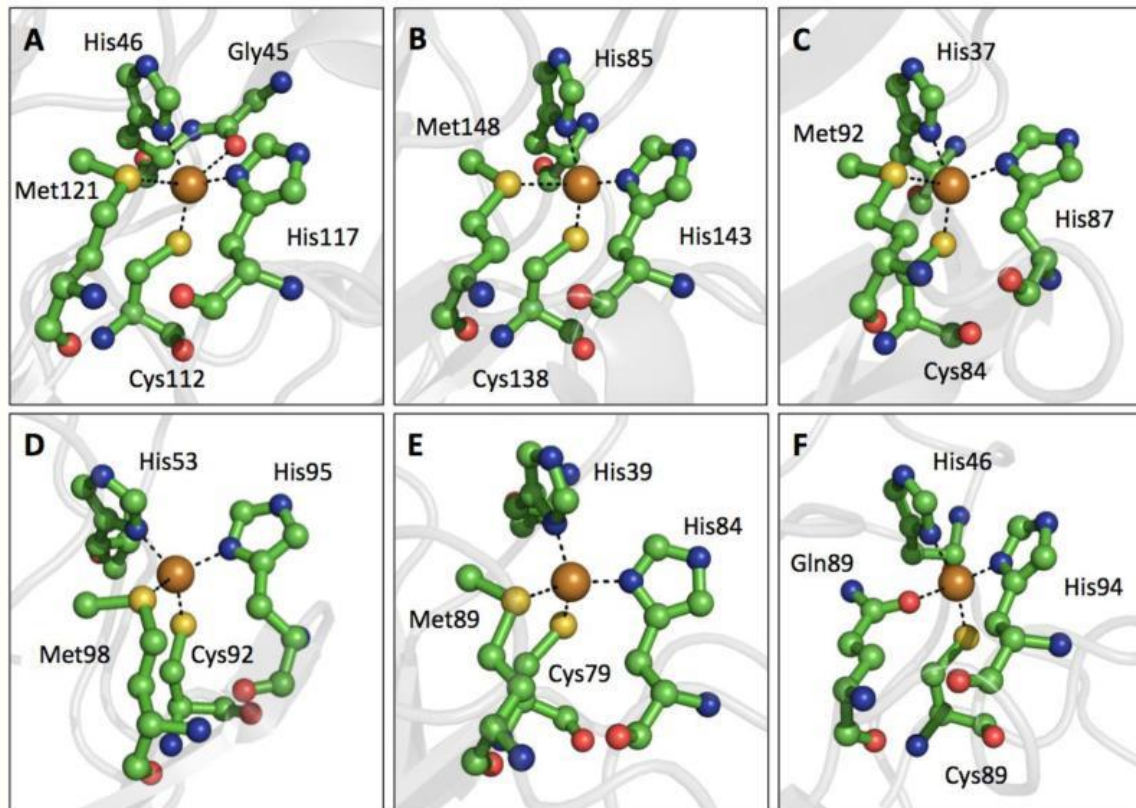 A
His46
Gly45
Met121
His117
Cys112
B
His85
Met148
His143
Cys138
C
His37
Met92
His87
Cys84
D
His53
His95
Met98
Cys92
E
His39
His84
Met89
Cys79
F
His46
Gln89
His94
Cys89